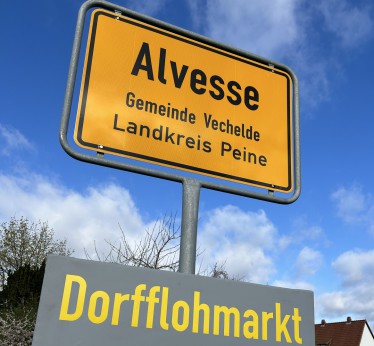 Alvesse
Gemeinde Vechelde
Landkreis Peine
Dorfflohmarkt